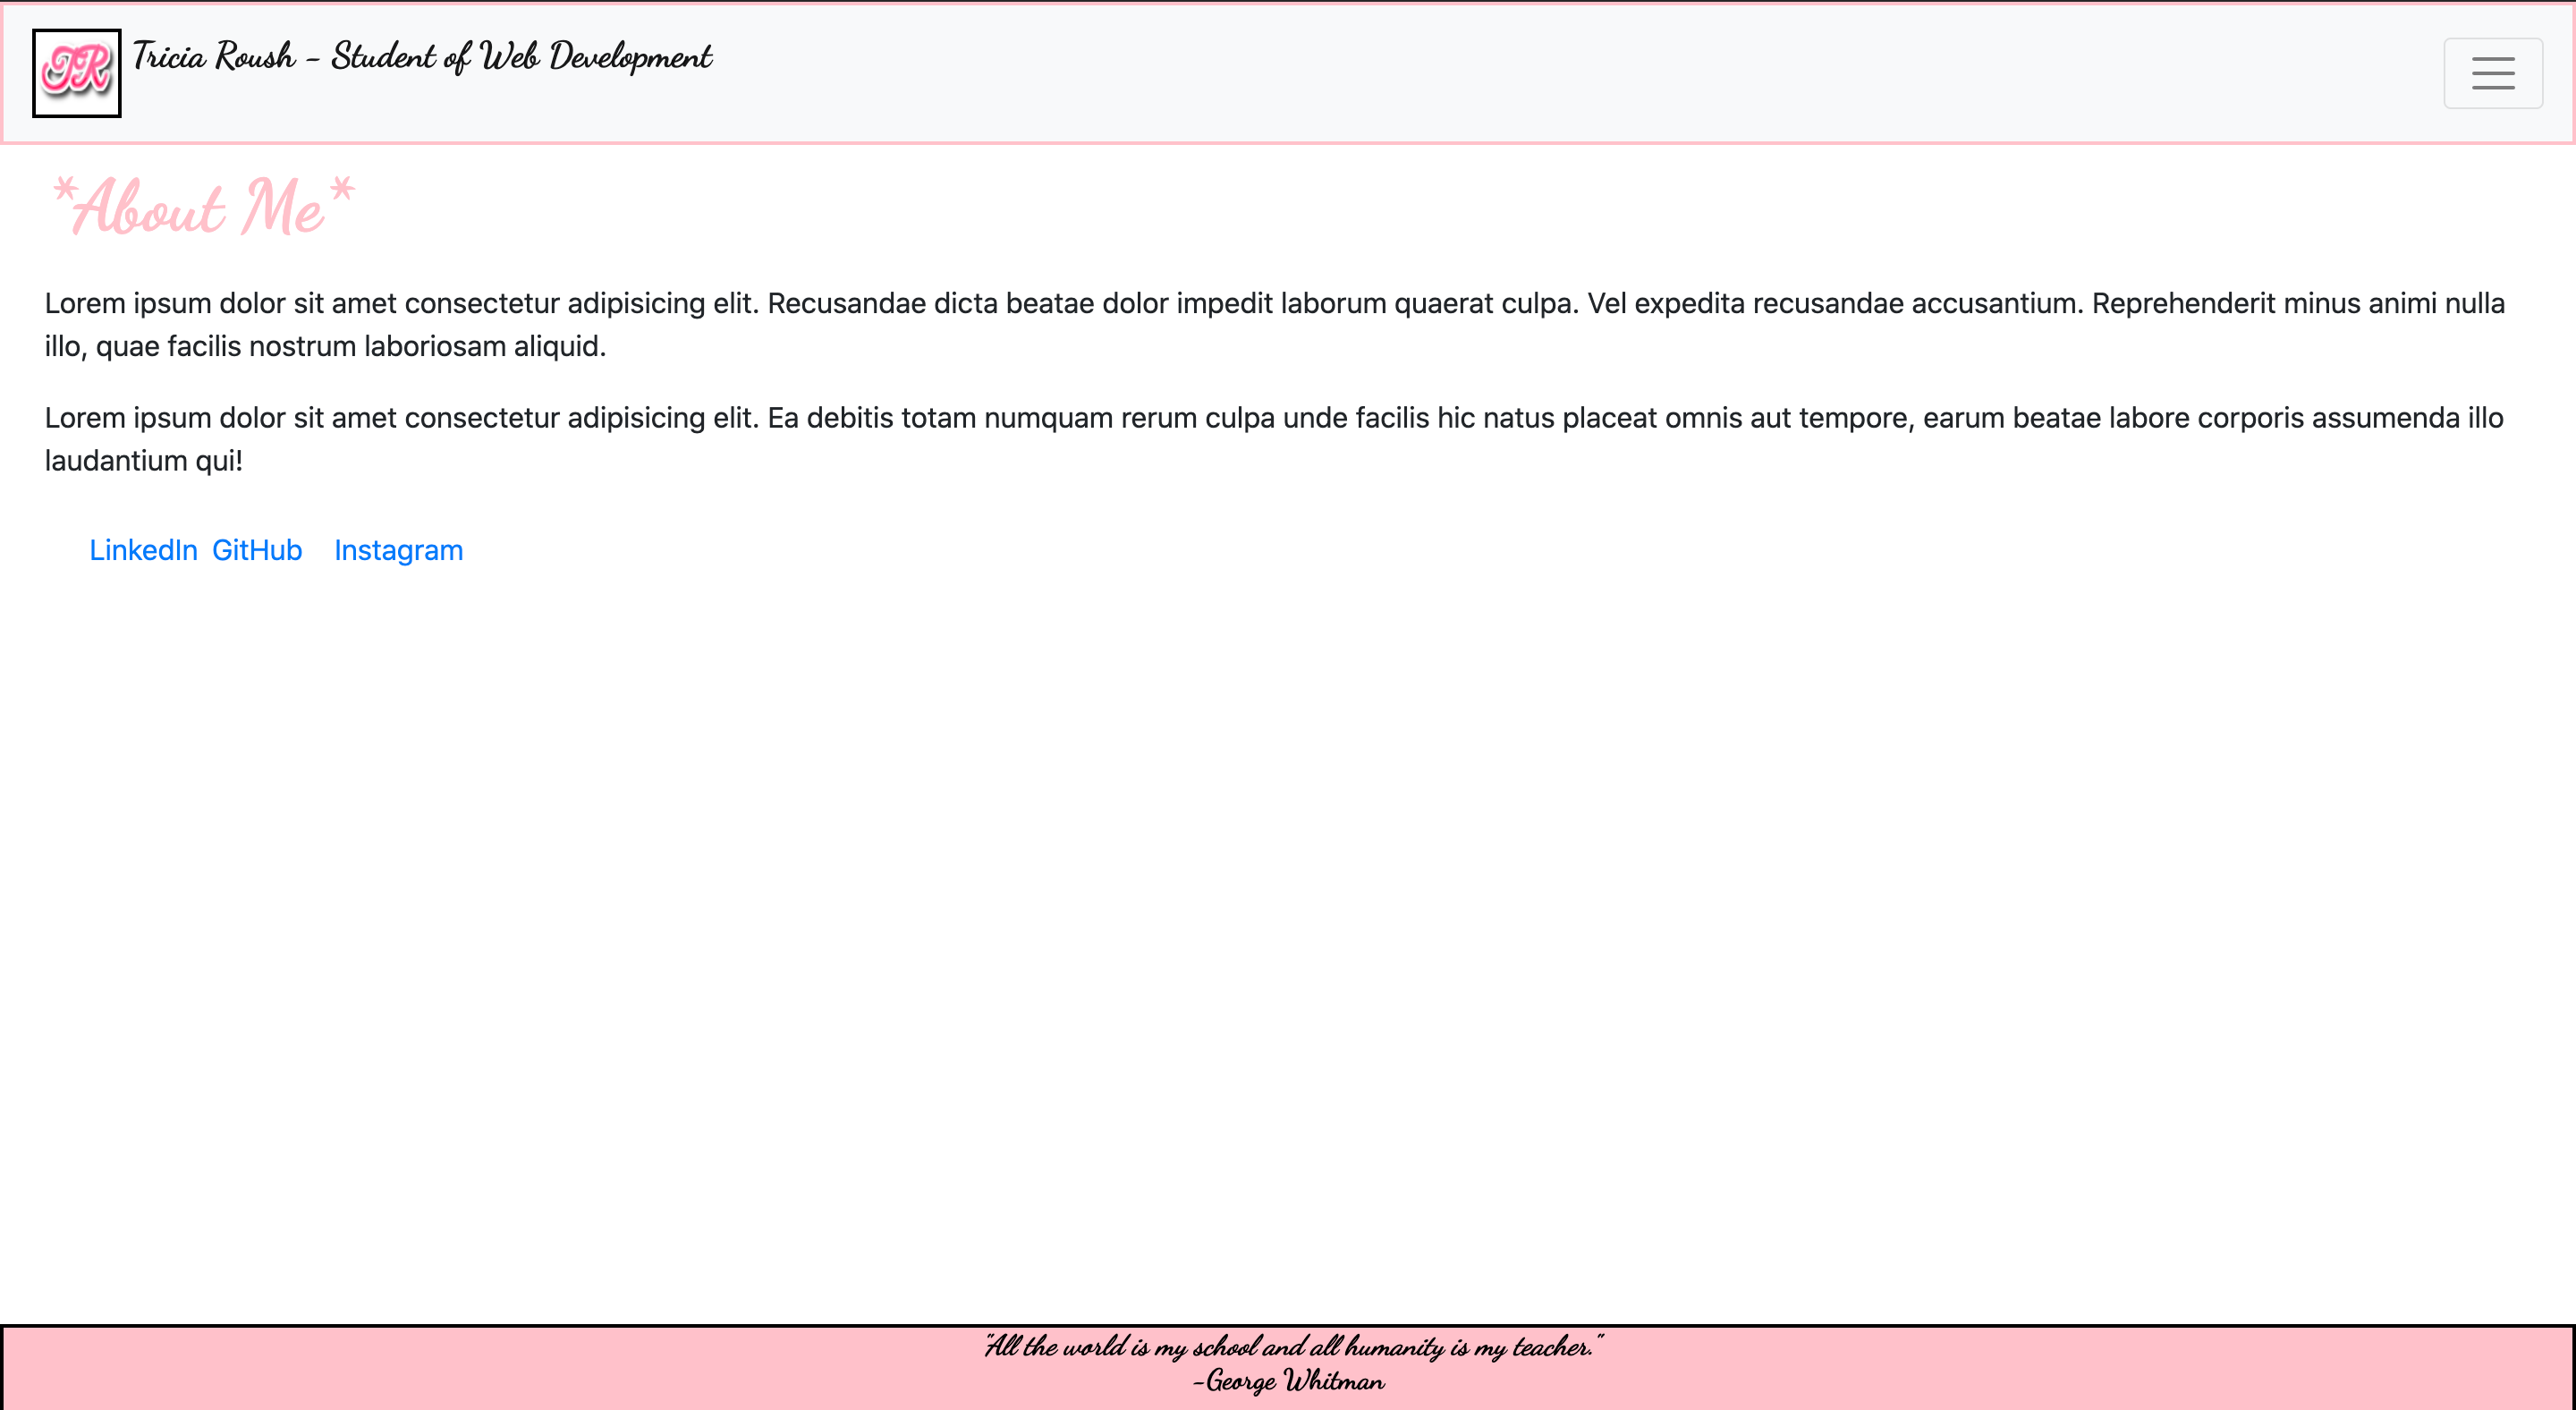 TR
Tricia Roush - Student of Web Development
*About Me*
Lorem ipsum dolor sit amet consectetur adipisicing elit. Recusandae dicta beatae dolor impedit laborum quaerat culpa. Vel expedita recusandae accusantium. Reprehenderit minus animi nulla
illo, quae facilis nostrum laboriosam aliquid.
Lorem ipsum dolor sit amet consectetur adipisicing elit. Ea debitis totam numquam rerum culpa unde facilis hic natus placeat omnis aut tempore, earum beatae labore corporis assumenda illo
laudantium qui!
LinkedIn GitHub Instagram
"All the world is my school and all humanity is my teacher."
-George Whitman